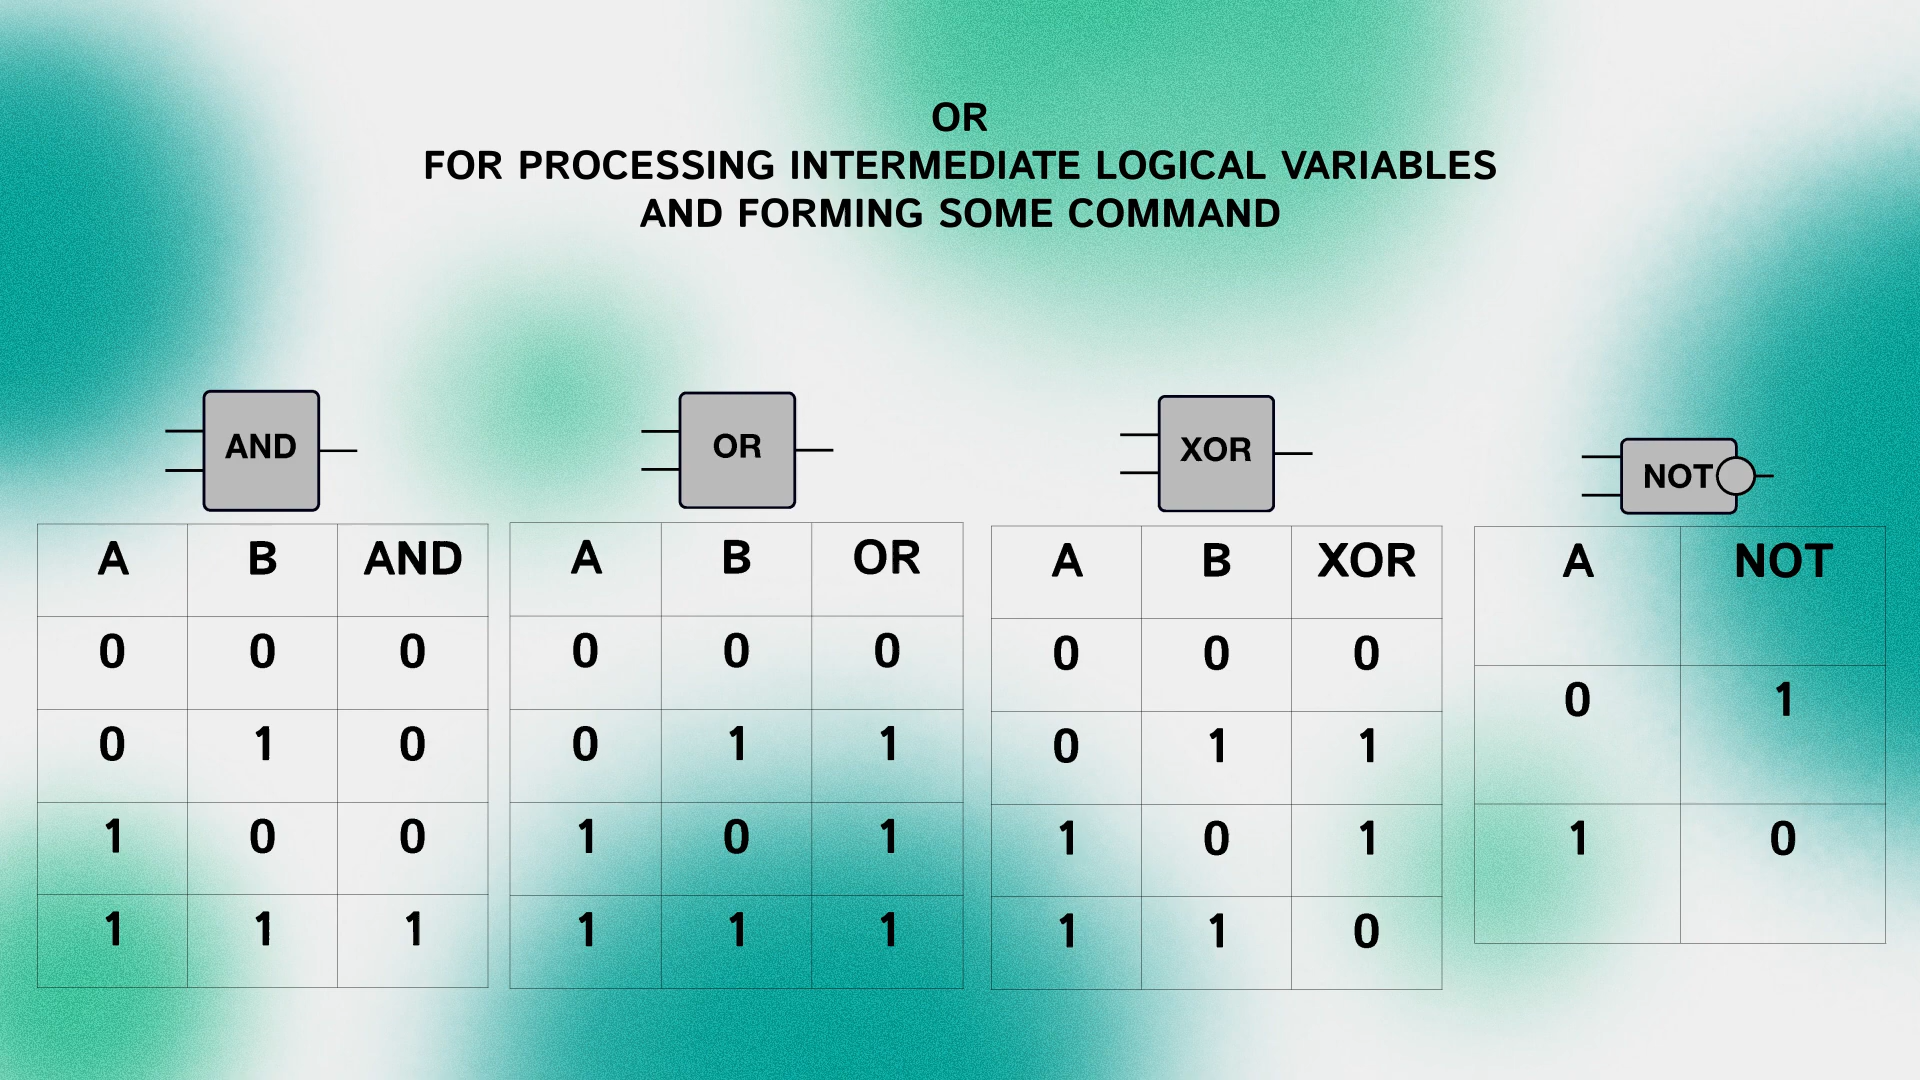 OR
FOR PROCESSING INTERMEDIATE LOGICAL VARIABLES
AND FORMING SOME COMMAND
AND
OR
XOR
NOT
A B AND
0 0 0
0 1 0
1 0 0
1 1 1
A B OR
0 0 0
0 1 1
1 0 1
1 1 1
A B XOR
0 0 0
0 1 1
1 0 1
1 1 0
A NOT
0 1
1 0